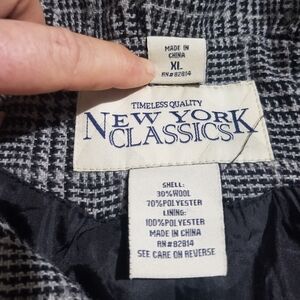 MADE IN
CHINA
XL
RN#82814
TIMELESS QUALITY
NEW YORK
CLASSICS
SHELL:
30%WOOL
70%POLYESTER
LINING:
100%POLYESTER
MADE IN CHINA
RN#82814
SEE CARE ON REVERSE